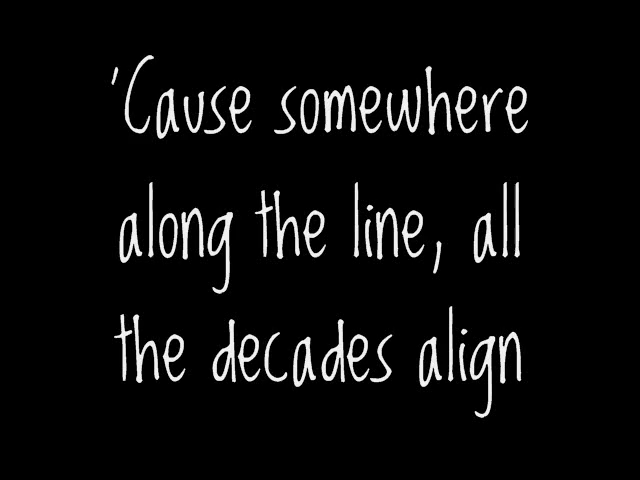 'Cause somewhere
along the line, all
the decades align